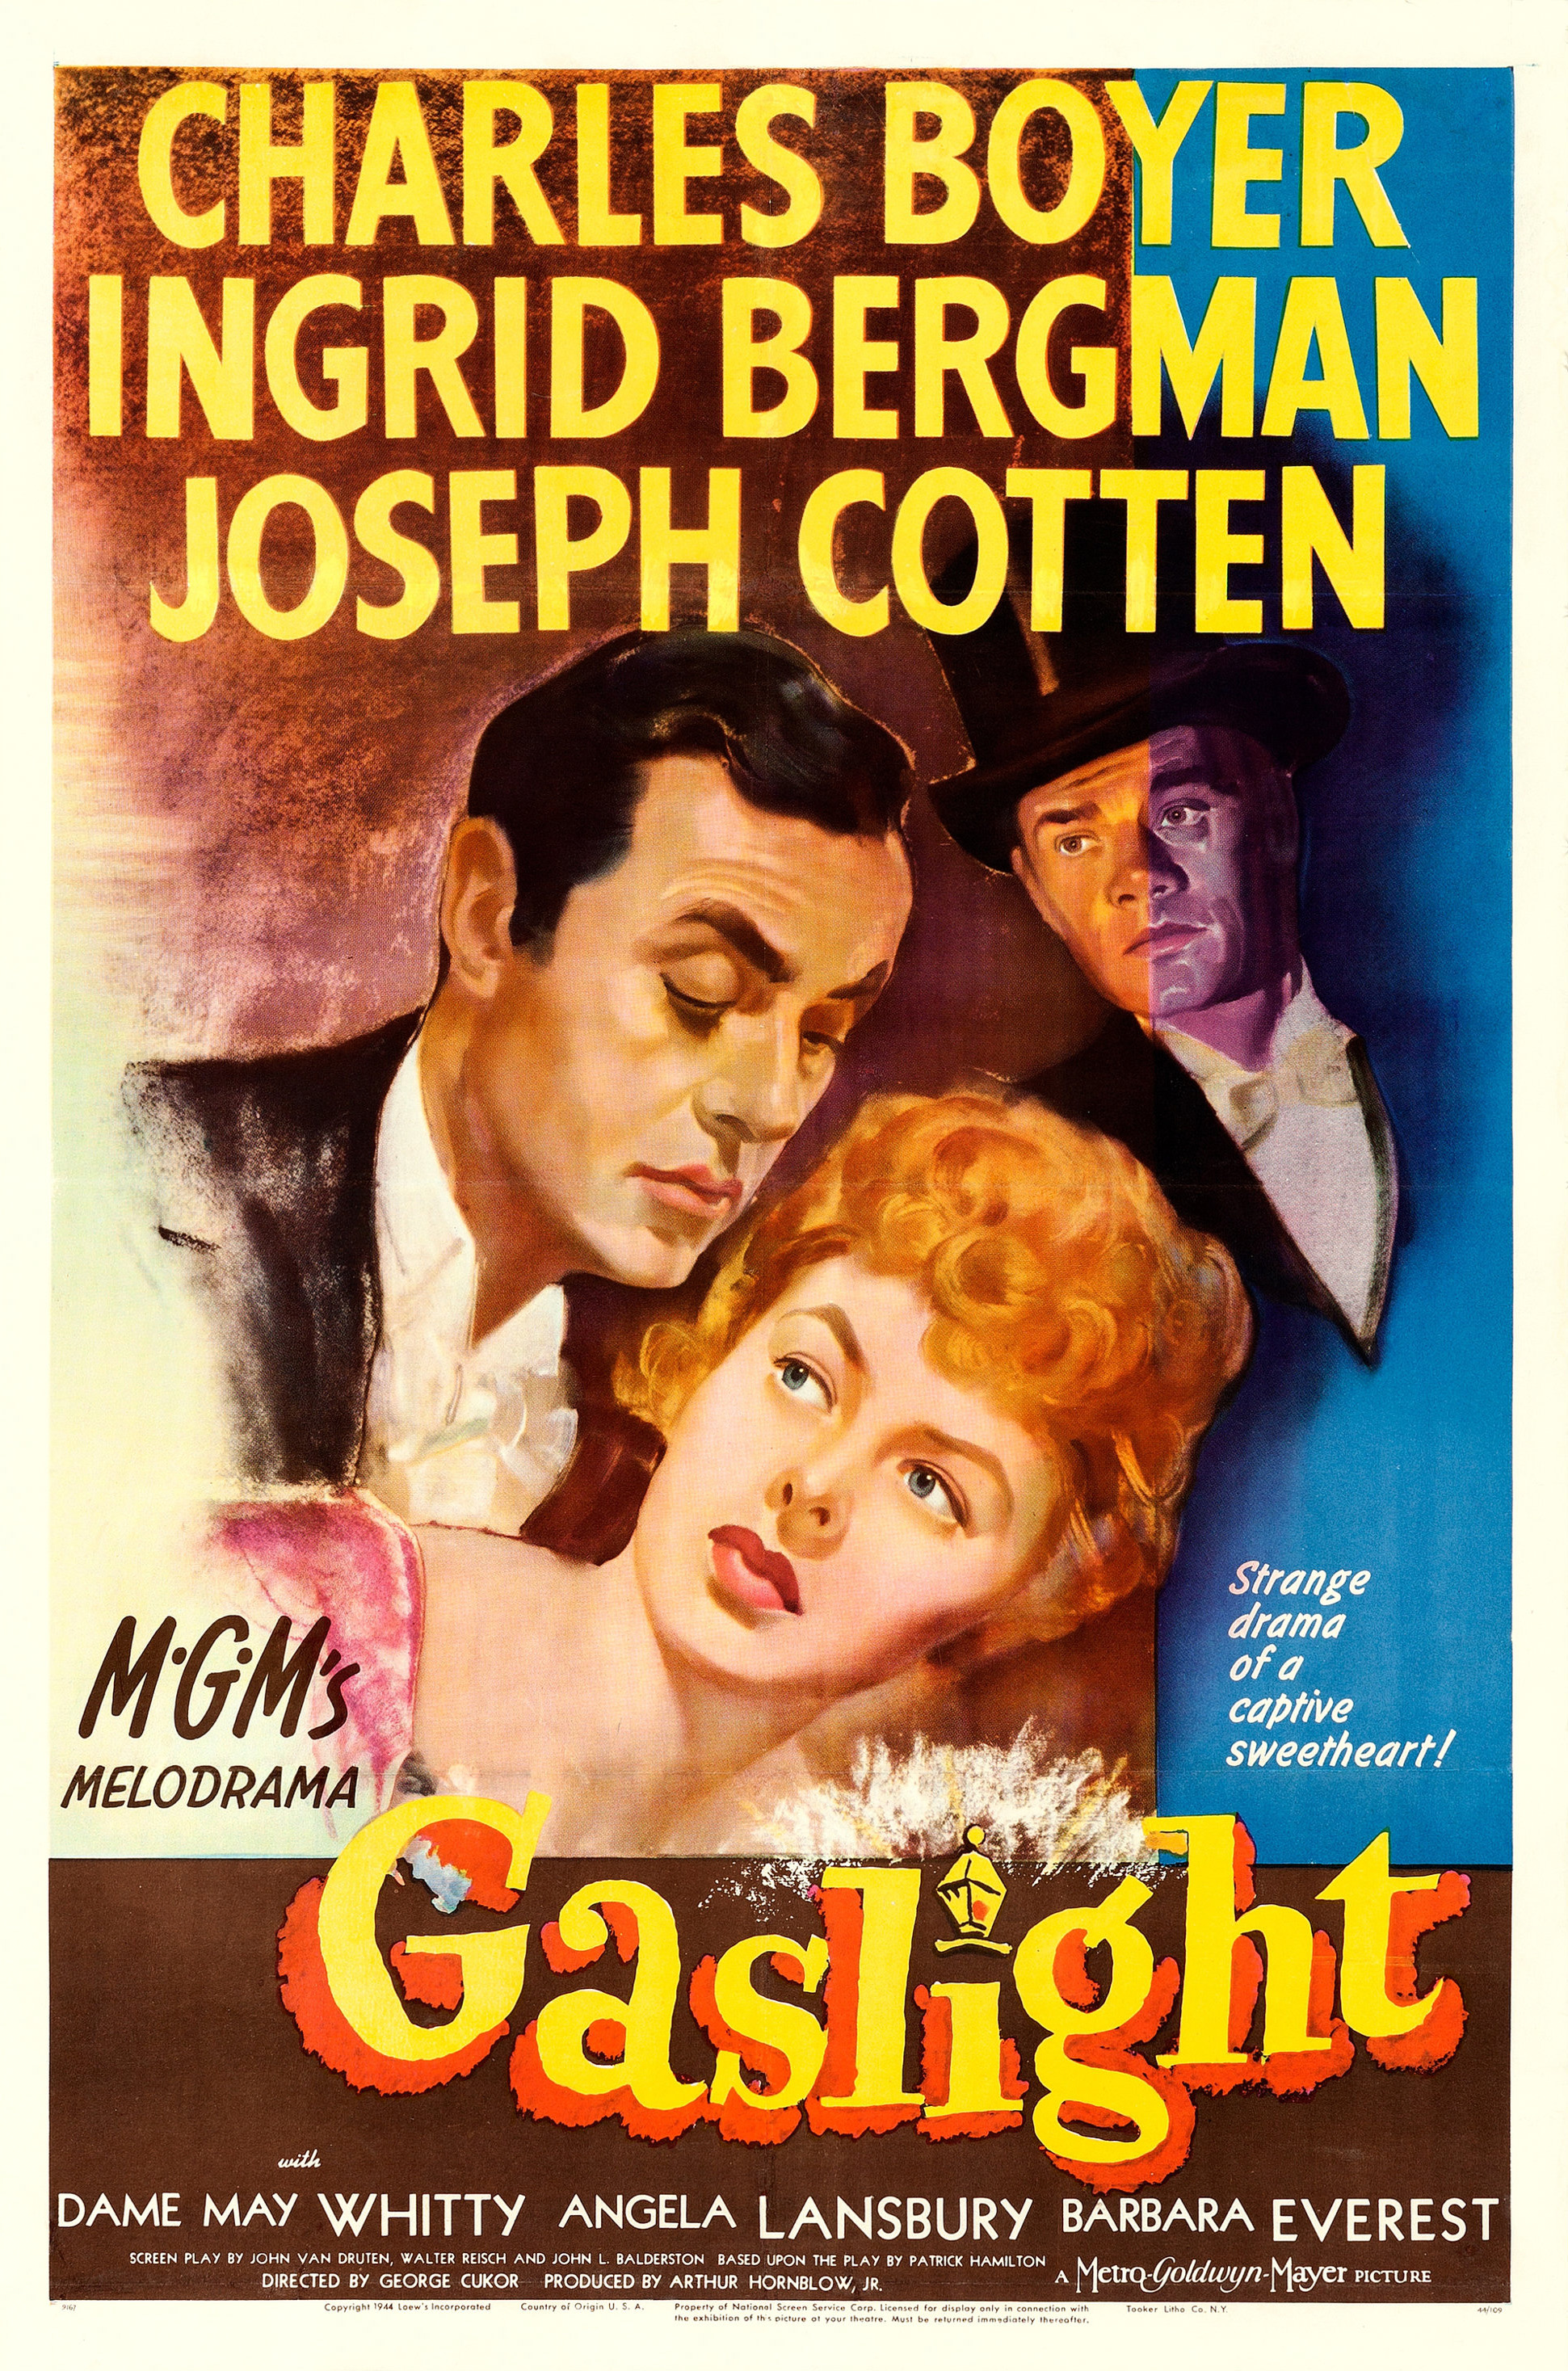 CHARLES BOYER
INGRID BERGMAN
JOSEPH COTTEN
Strange
drama
of a
captive
sweetheart!
M·G·M's
MELODRAMA
Gaslight
with
DAME MAY WHITTY ANGELA LANSBURY BARBARA EVEREST
SCREEN PLAY BY JOHN VAN DRUTEN, WALTER REISCH AND JOHN L. BALDERSTON BASED UPON THE PLAY BY PATRICK HAMILTON
DIRECTED BY GEORGE CUKOR PRODUCED BY ARTHUR HORNBLOW, JR.
A Metro-Goldwyn-Mayer PICTURE
9167
Copyright 1944 Loew's Incorporated
Country of Origin U. S. A.
Property of National Screen Service Corp. Licensed for display only in connection with
the exhibition of this picture at your theatre. Must be returned immediately thereafter.
Tooker Litho Co. N.Y.
44/109